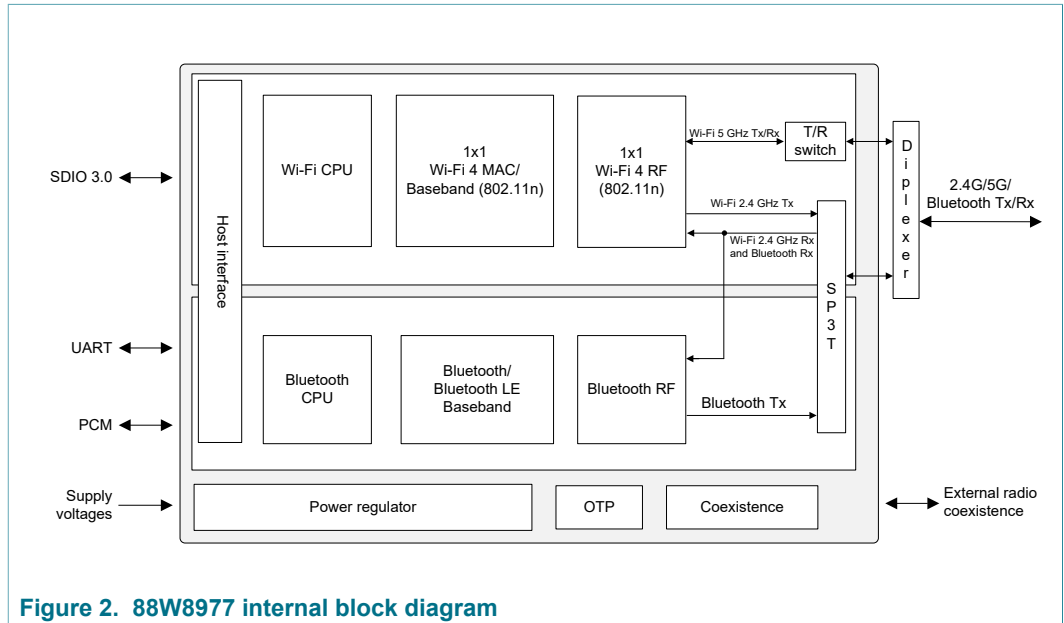 SDIO 3.0
UART
PCM
Supply
voltages
Host interface
Wi-Fi CPU
1x1
Wi-Fi 4 MAC/
Baseband (802.11n)
1x1
Wi-Fi 4 RF
(802.11n)
Wi-Fi 5 GHz Tx/Rx
T/R
switch
Wi-Fi 2.4 GHz Tx
Wi-Fi 2.4 GHz Rx
and Bluetooth Rx
SP3T
Diplexer
2.4G/5G/
Bluetooth Tx/Rx
Bluetooth
CPU
Bluetooth/
Bluetooth LE
Baseband
Bluetooth RF
Bluetooth Tx
Power regulator
OTP
Coexistence
External radio
coexistence
Figure 2. 88W8977 internal block diagram